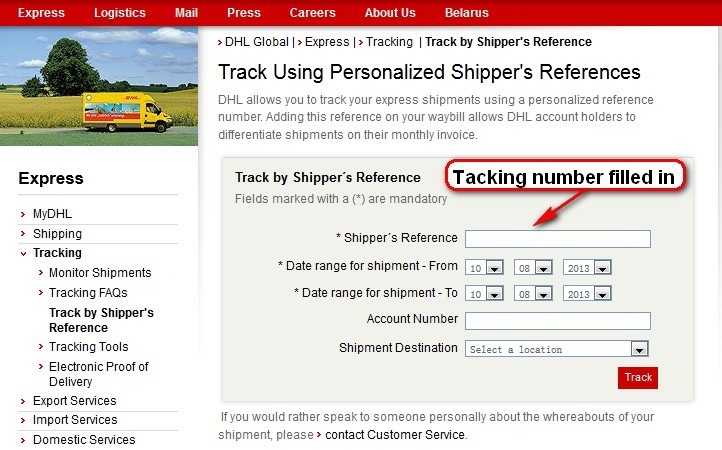 Express Logistics Mail Press Careers About Us Belarus
› DHL Global | › Express | › Tracking | Track by Shipper's Reference
Track Using Personalized Shipper's References
DHL allows you to track your express shipments using a personalized reference
number. Adding this reference on your waybill allows DHL account holders to
differentiate shipments on their monthly invoice.
Express
› MyDHL
› Shipping
Tracking
› Monitor Shipments
› Tracking FAQs
Track by Shipper's
Reference
› Tracking Tools
› Electronic Proof of
Delivery
› Export Services
› Import Services
› Domestic Services
Track by Shipper´s Reference
Tacking number filled in
Fields marked with a (*) are mandatory
* Shipper´s Reference
* Date range for shipment - From 10 08 2013
* Date range for shipment - To 10 08 2013
Account Number
Shipment Destination Select a location
Track
If you would rather speak to someone personally about the whereabouts of your
shipment, please › contact Customer Service.